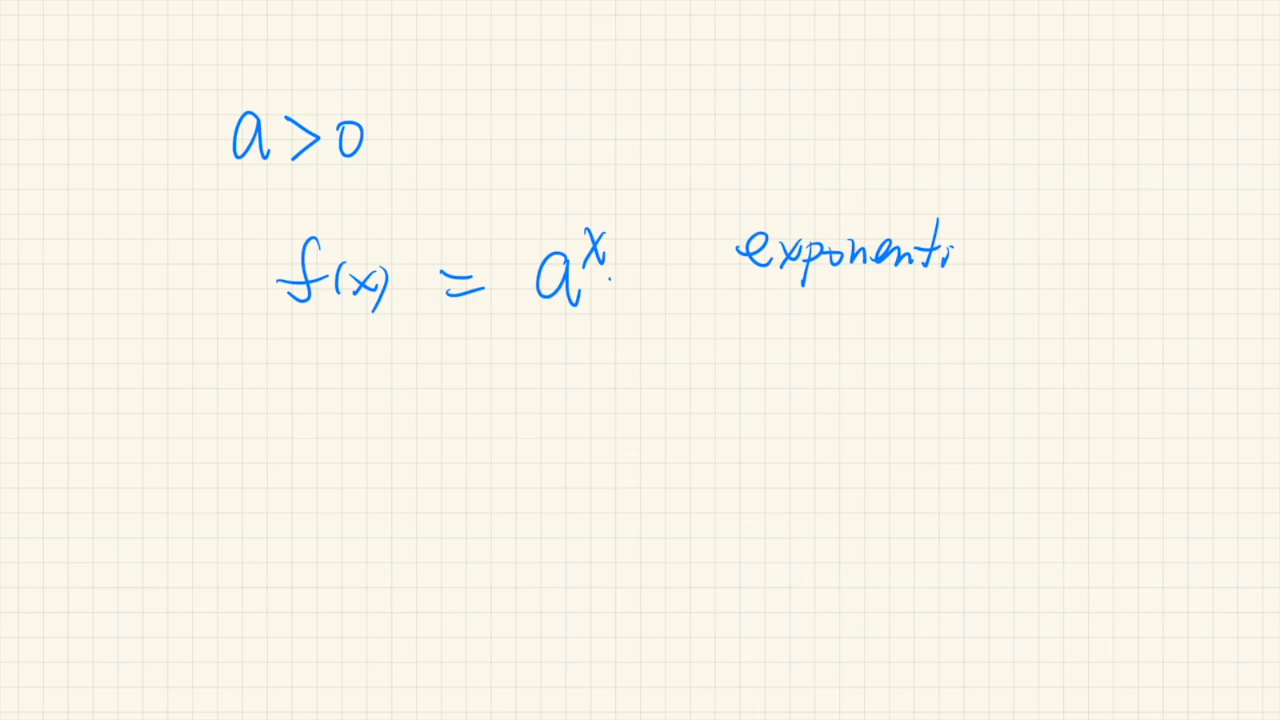 a > 0
f(x) = a^x exponenti